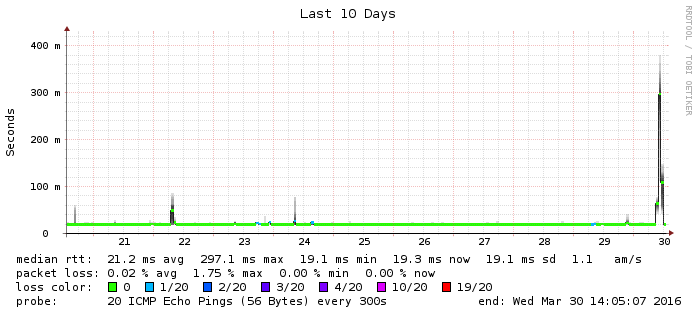 Last 10 Days
RRDTOOL / TOBI OETIKER
Seconds
400 m
300 m
200 m
100 m
0
21 22 23 24 25 26 27 28 29 30
median rtt: 21.2 ms avg 297.1 ms max 19.1 ms min 19.3 ms now 19.1 ms sd 1.1 am/s
packet loss: 0.02 % avg 1.75 % max 0.00 % min 0.00 % now
loss color: 0 1/20 2/20 3/20 4/20 10/20 19/20
probe: 20 ICMP Echo Pings (56 Bytes) every 300s end: Wed Mar 30 14:05:07 2016